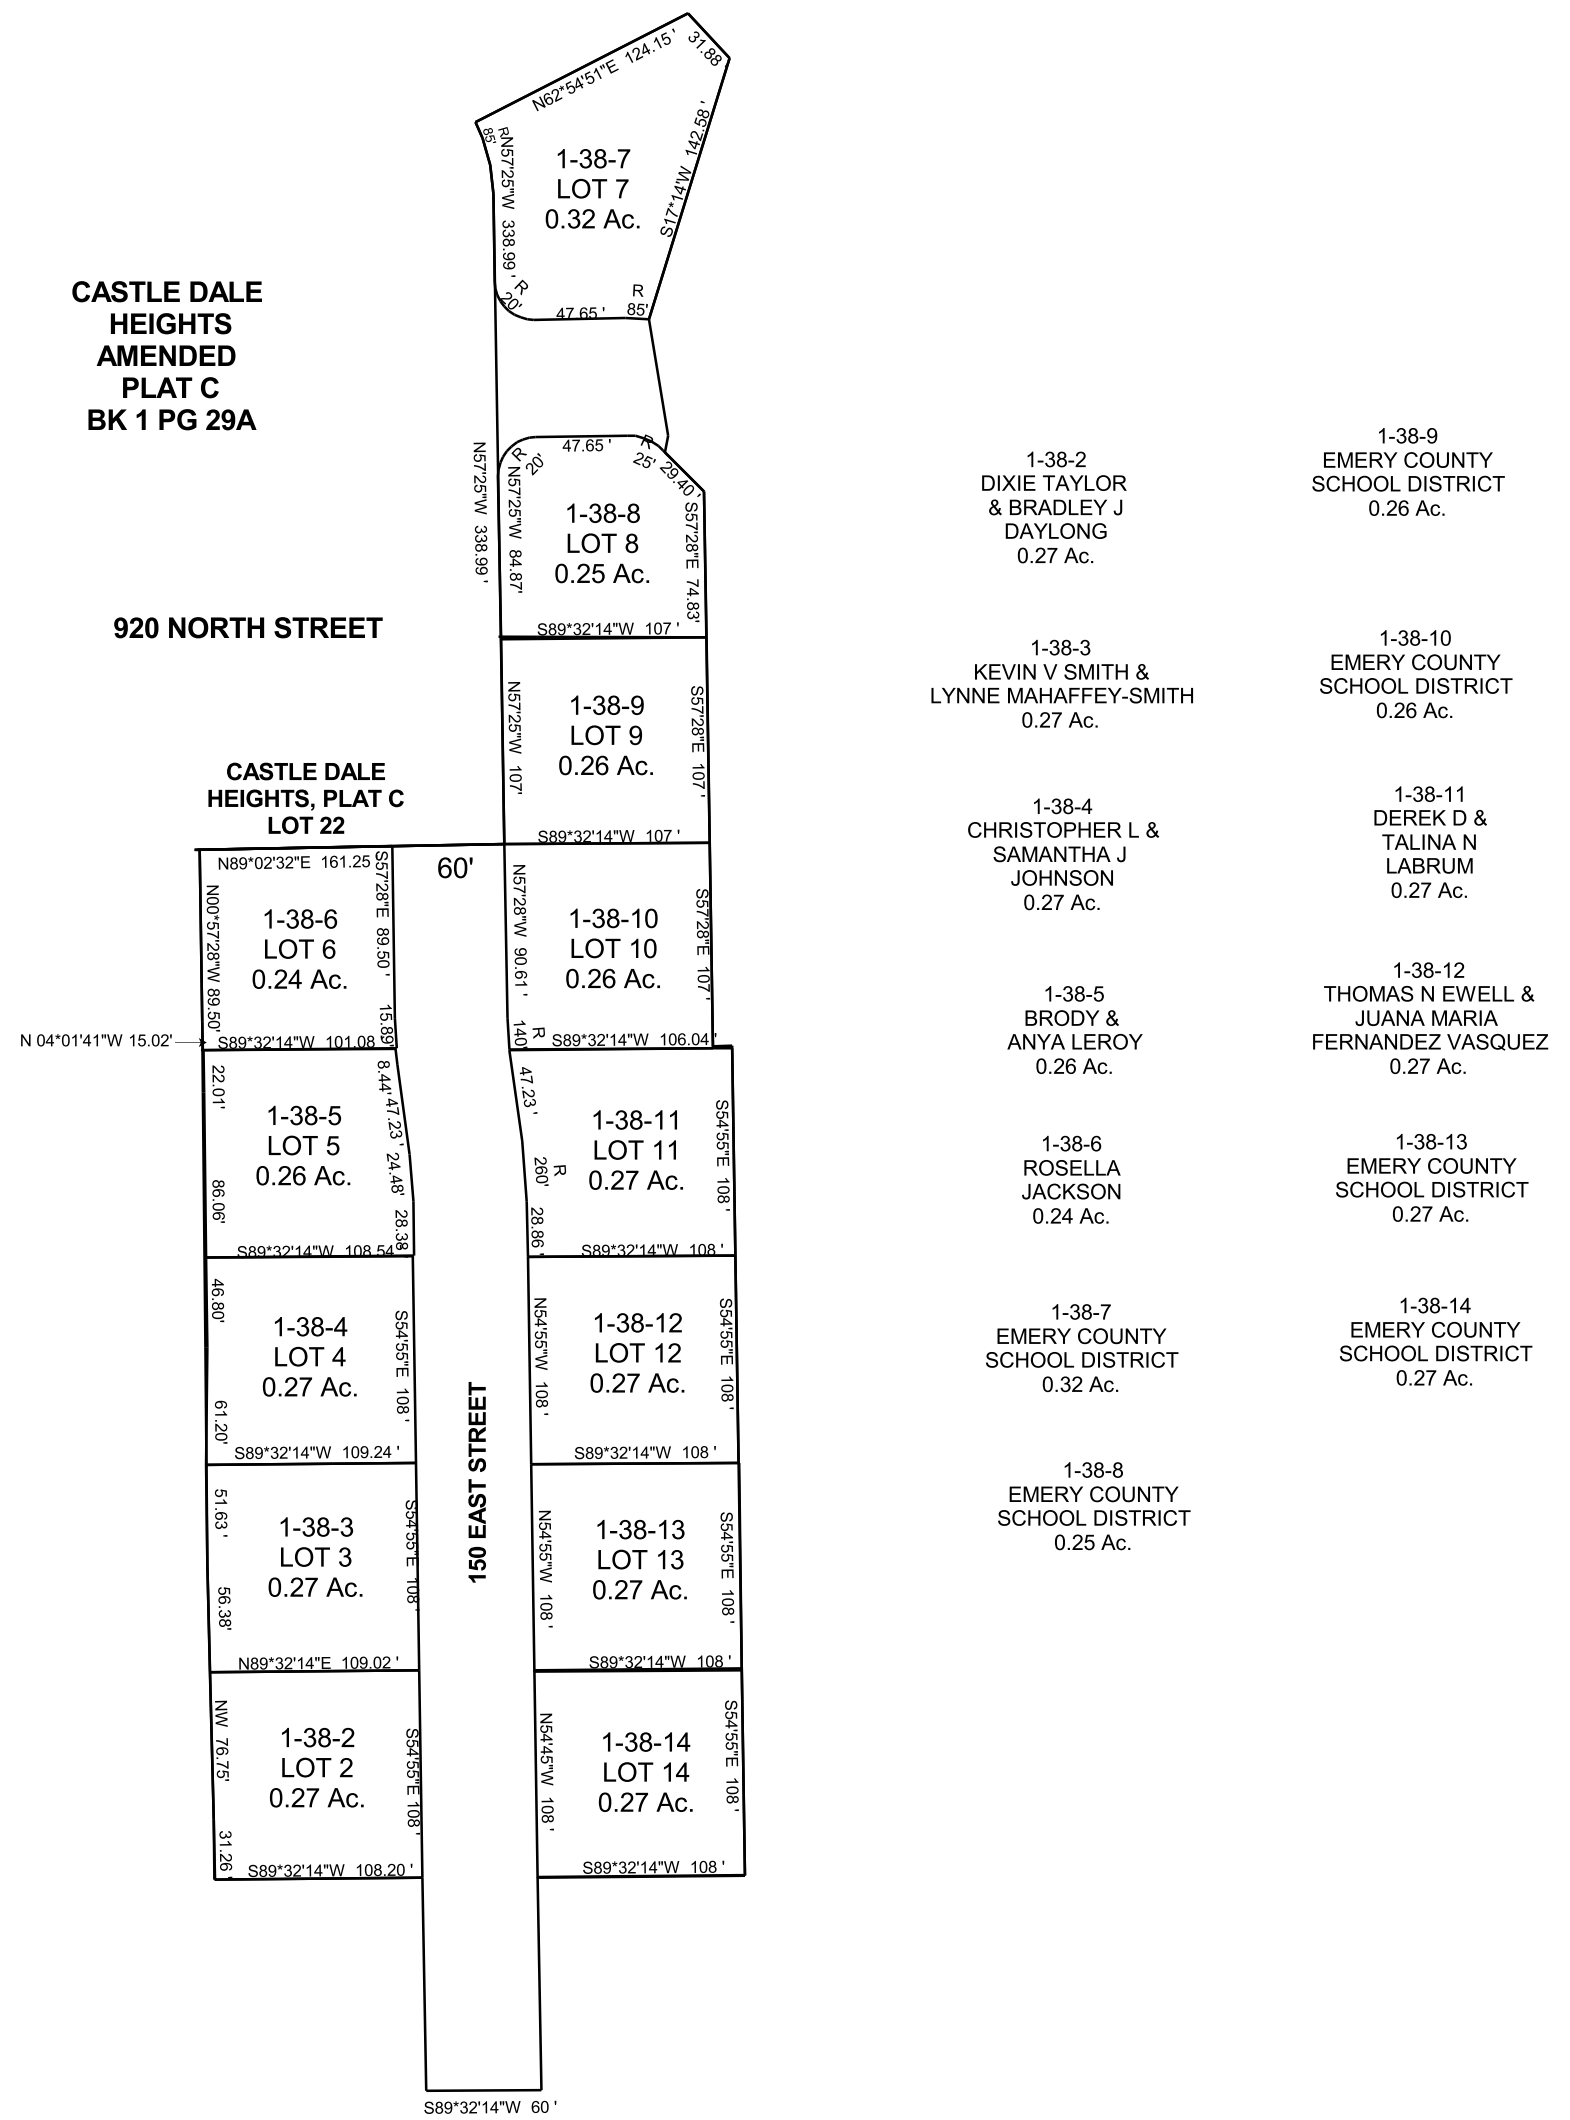 N62*54'51"E 124.15'
31.88
85'
R
N57'25"W 338.99 '
1-38-7
LOT 7
0.32 Ac.
S17*14'W 142.58 '
R
20'
47.65 '
R
85'
CASTLE DALE
HEIGHTS
AMENDED
PLAT C
BK 1 PG 29A
N57'25"W 338.99 '
R
20'
47.65 '
R
25'
29.40 '
N57'25"W 84.87'
1-38-8
LOT 8
0.25 Ac.
S57'28"E 74.83'
S89*32'14"W 107 '
920 NORTH STREET
N57'25"W 107'
1-38-9
LOT 9
0.26 Ac.
S57'28"E 107 '
S89*32'14"W 107 '
CASTLE DALE
HEIGHTS, PLAT C
LOT 22
N89*02'32"E 161.25
60'
N00*57'28"W 89.50'
1-38-6
LOT 6
0.24 Ac.
S57'28"E 89.50 '
15.89'
N 04*01'41"W 15.02'
S89*32'14"W 101.08
N57'28"W 90.61 '
140'
R
1-38-10
LOT 10
0.26 Ac.
S57'28"E 107 '
S89*32'14"W 106.04 '
22.01'
86.06'
1-38-5
LOT 5
0.26 Ac.
8.44'
47.23 '
24.48'
28.38
S89*32'14"W 108.54
47.23 '
260'
R
28.86 '
1-38-11
LOT 11
0.27 Ac.
S54'55"E 108 '
S89*32'14"W 108 '
46.80'
61.20'
1-38-4
LOT 4
0.27 Ac.
S54'55"E 108 '
S89*32'14"W 109.24 '
N54'55"W 108 '
1-38-12
LOT 12
0.27 Ac.
S54'55"E 108 '
S89*32'14"W 108 '
150 EAST STREET
51.63 '
56.38'
1-38-3
LOT 3
0.27 Ac.
S54'55"E 108 '
N89*32'14"E 109.02 '
N54'55"W 108 '
1-38-13
LOT 13
0.27 Ac.
S54'55"E 108 '
S89*32'14"W 108 '
NW 76.75'
31.26 '
1-38-2
LOT 2
0.27 Ac.
S54'55"E 108 '
S89*32'14"W 108.20 '
N54'45"W 108 '
1-38-14
LOT 14
0.27 Ac.
S54'55"E 108 '
S89*32'14"W 108 '
S89*32'14"W 60 '
1-38-2
DIXIE TAYLOR
& BRADLEY J
DAYLONG
0.27 Ac.
1-38-3
KEVIN V SMITH &
LYNNE MAHAFFEY-SMITH
0.27 Ac.
1-38-4
CHRISTOPHER L &
SAMANTHA J
JOHNSON
0.27 Ac.
1-38-5
BRODY &
ANYA LEROY
0.26 Ac.
1-38-6
ROSELLA
JACKSON
0.24 Ac.
1-38-7
EMERY COUNTY
SCHOOL DISTRICT
0.32 Ac.
1-38-8
EMERY COUNTY
SCHOOL DISTRICT
0.25 Ac.
1-38-9
EMERY COUNTY
SCHOOL DISTRICT
0.26 Ac.
1-38-10
EMERY COUNTY
SCHOOL DISTRICT
0.26 Ac.
1-38-11
DEREK D &
TALINA N
LABRUM
0.27 Ac.
1-38-12
THOMAS N EWELL &
JUANA MARIA
FERNANDEZ VASQUEZ
0.27 Ac.
1-38-13
EMERY COUNTY
SCHOOL DISTRICT
0.27 Ac.
1-38-14
EMERY COUNTY
SCHOOL DISTRICT
0.27 Ac.